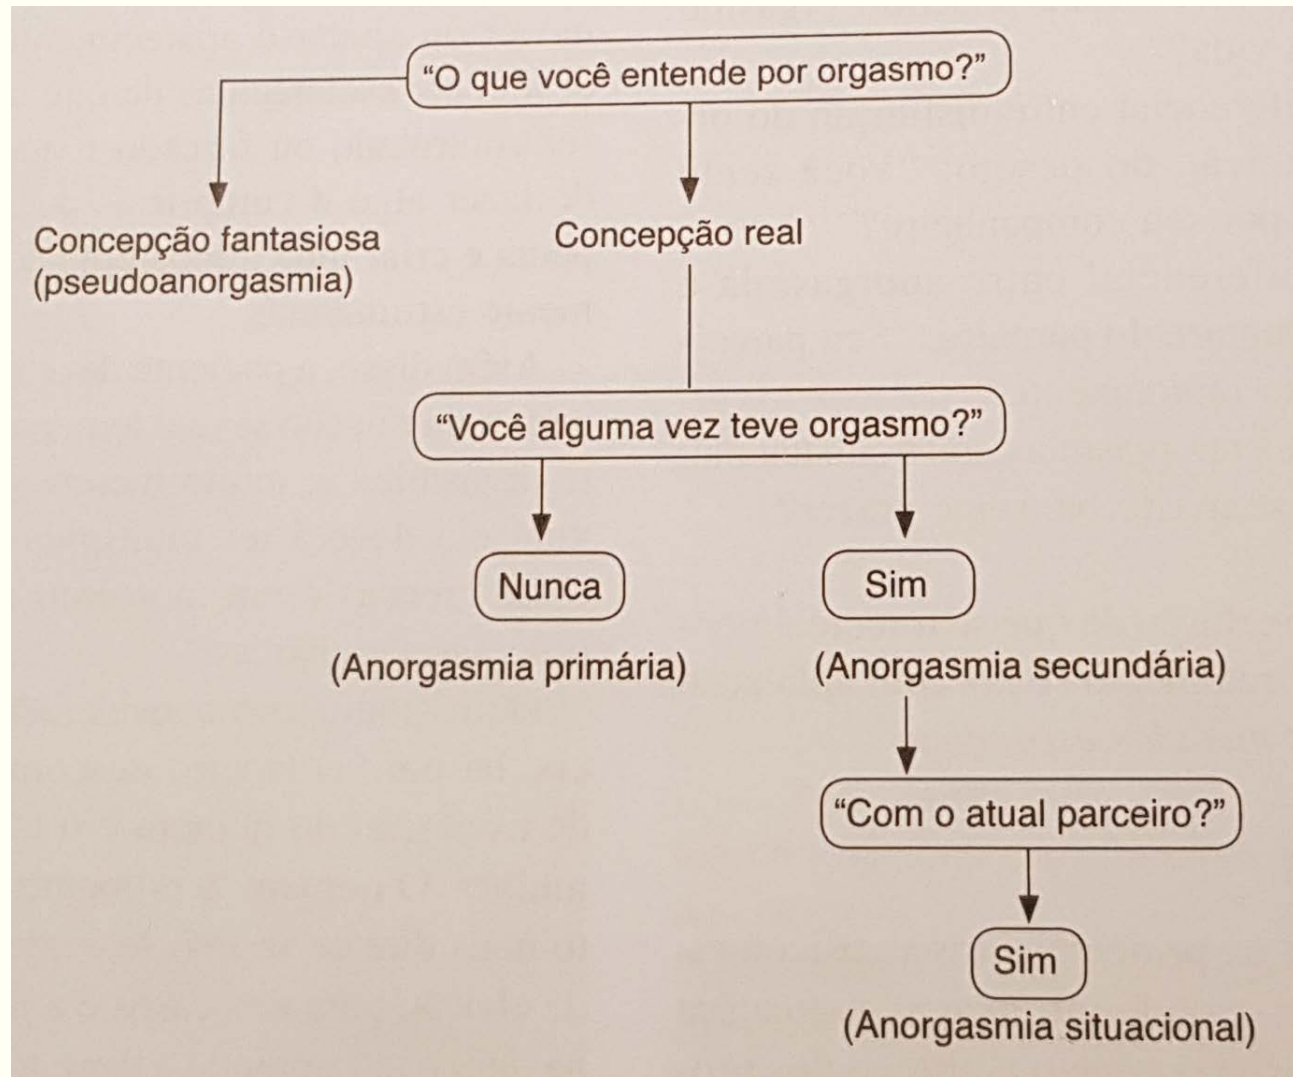 “O que você entende por orgasmo?”
Concepção fantasiosa
(pseudoanorgasmia)
Concepção real
“Você alguma vez teve orgasmo?”
Nunca
Sim
(Anorgasmia primária)
(Anorgasmia secundária)
“Com o atual parceiro?”
Sim
(Anorgasmia situacional)